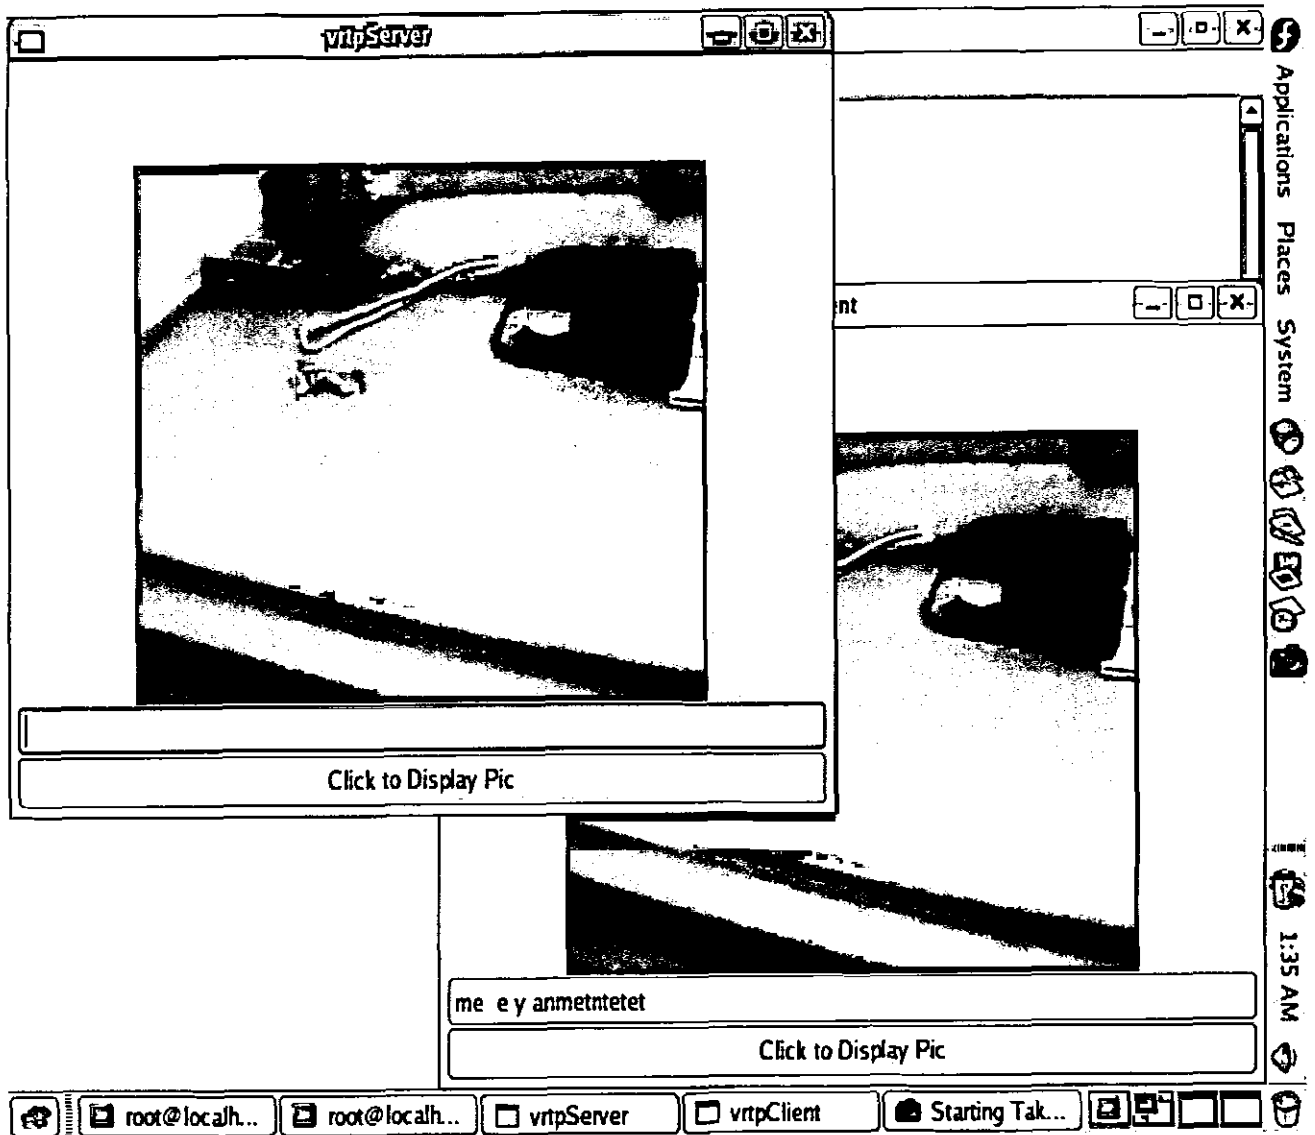 vrtpServer
Applications Places System
ent
Click to Display Pic
1:35 AM
me e y anmetntetet
Click to Display Pic
root@localh...
root@localh...
vrtpServer
vrtpClient
Starting Tak...